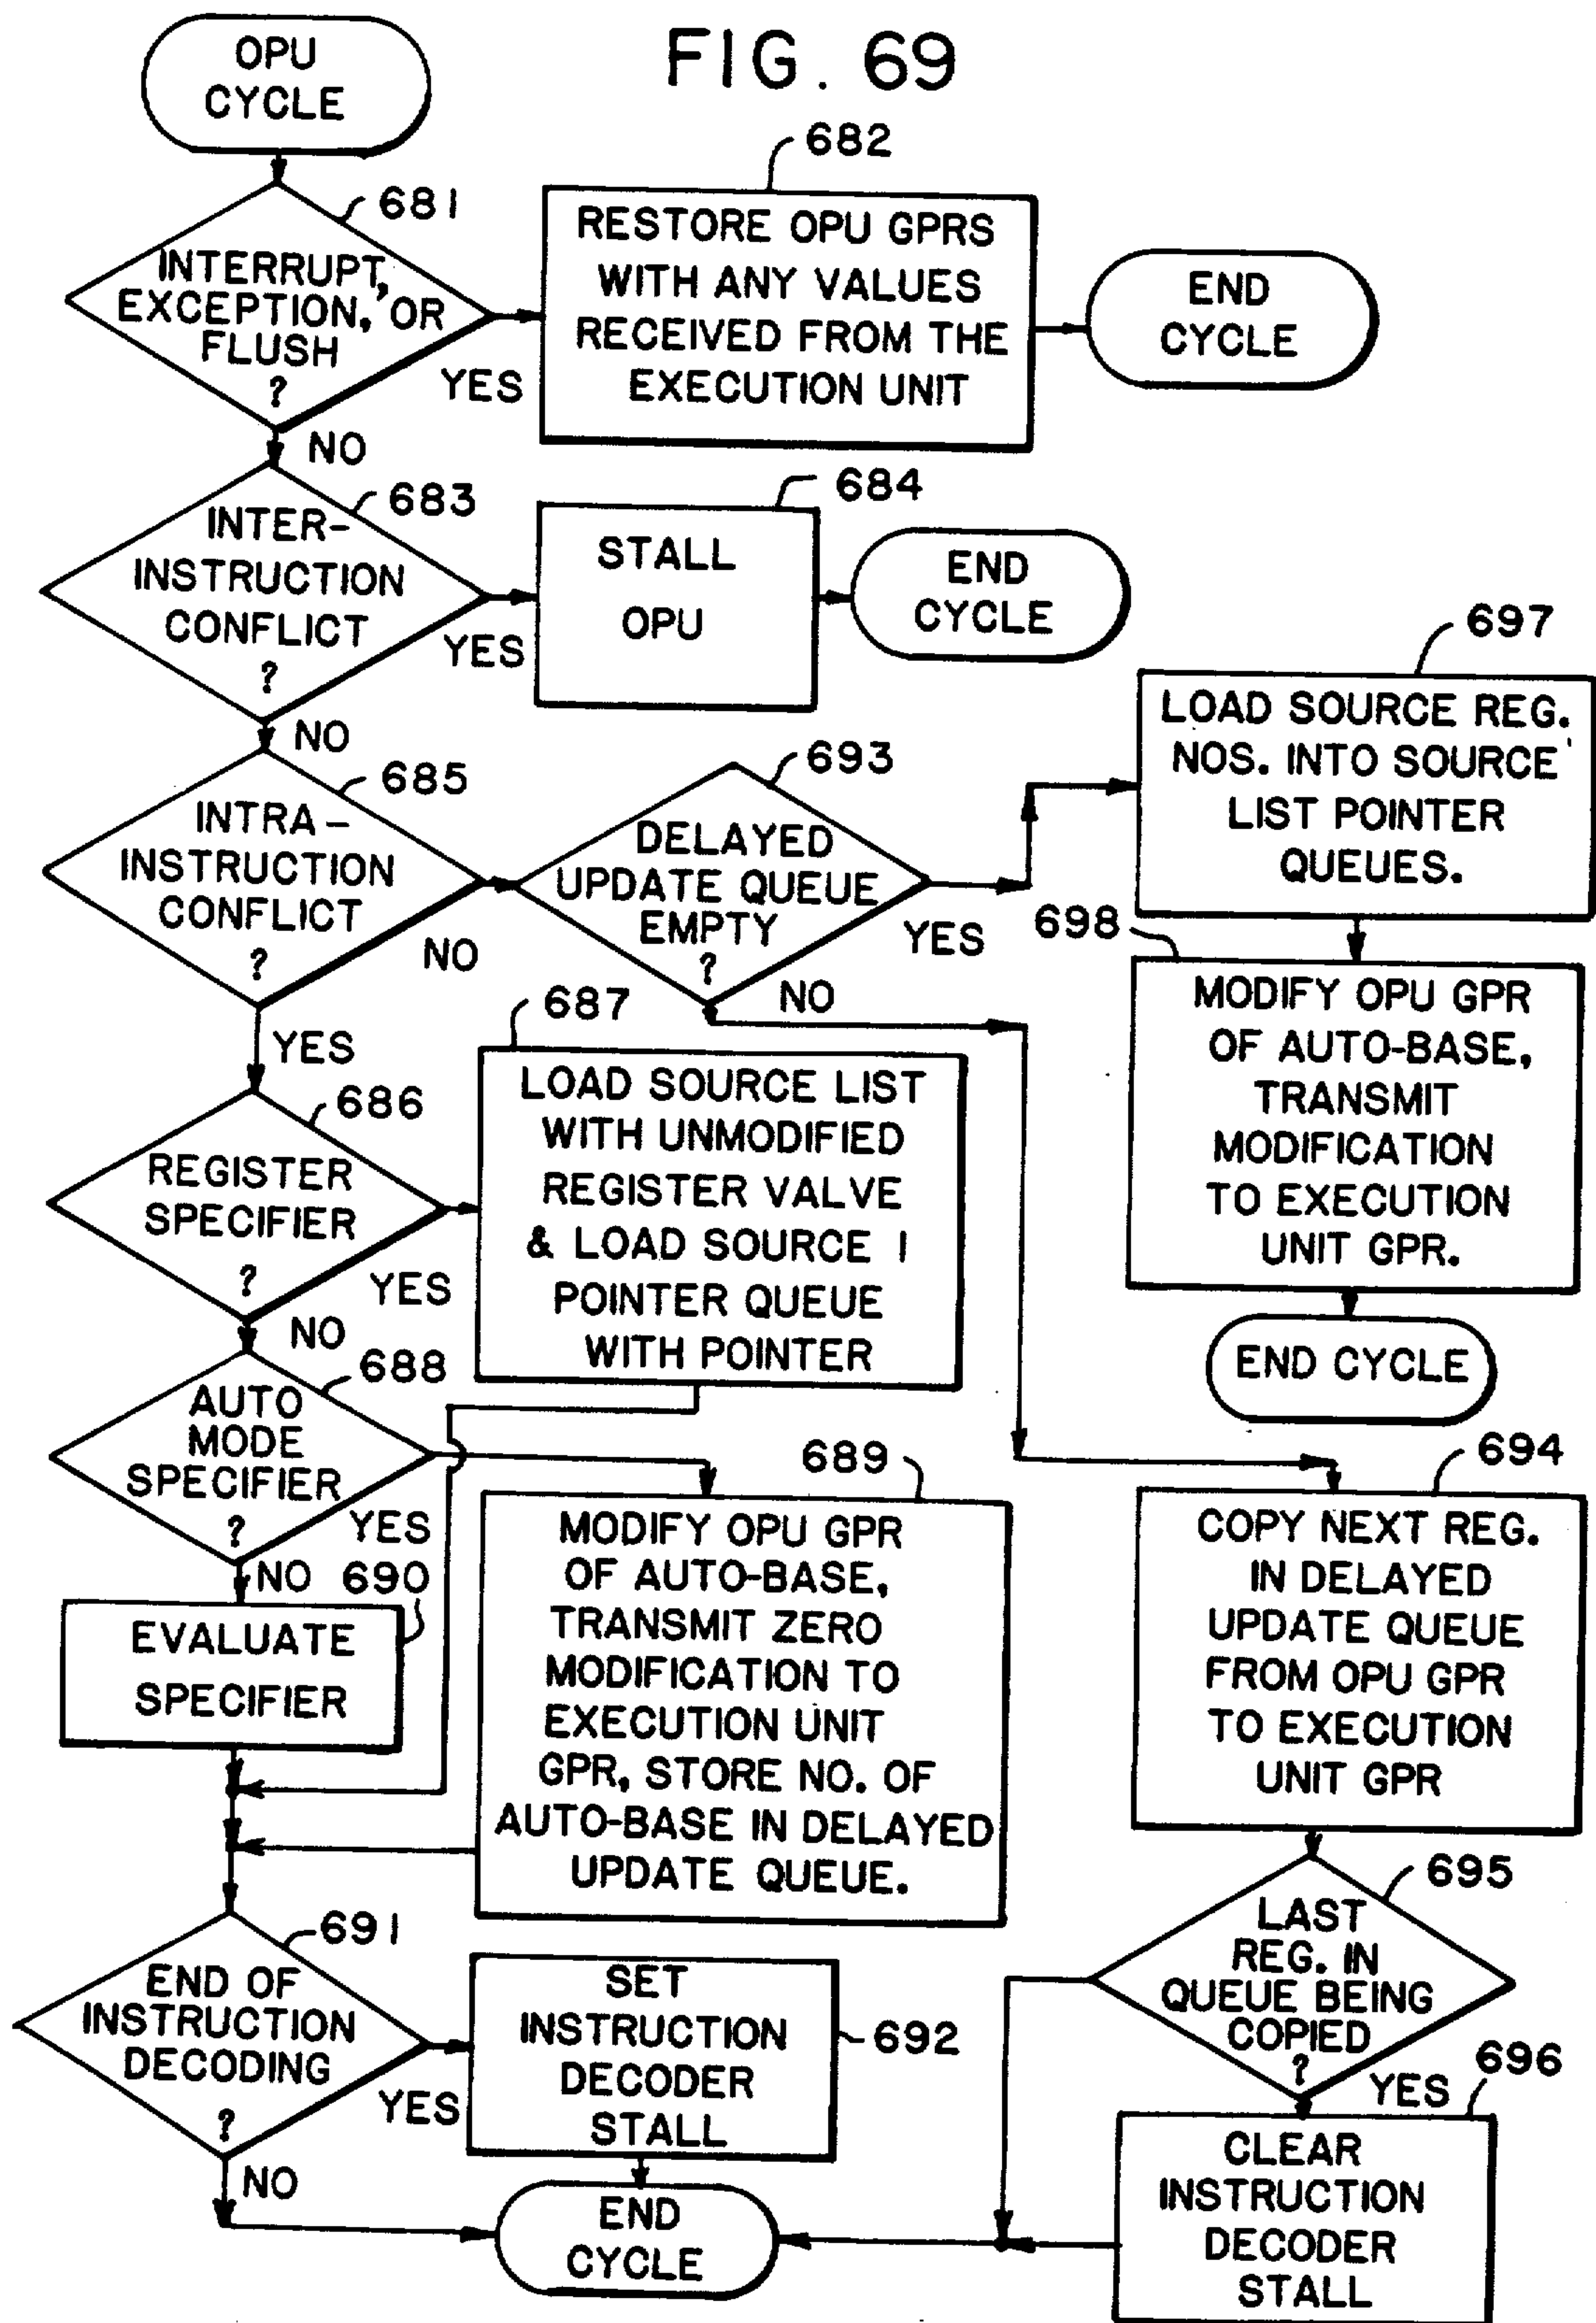 FIG. 69
OPU
CYCLE
681
INTERRUPT,
EXCEPTION, OR
FLUSH
?
YES
NO
682
RESTORE OPU GPRS
WITH ANY VALUES
RECEIVED FROM THE
EXECUTION UNIT
END
CYCLE
683
INTER-
INSTRUCTION
CONFLICT
?
YES
NO
684
STALL
OPU
END
CYCLE
685
INTRA-
INSTRUCTION
CONFLICT
?
NO
YES
693
DELAYED
UPDATE QUEUE
EMPTY
?
YES
NO
697
LOAD SOURCE REG.
NOS. INTO SOURCE
LIST POINTER
QUEUES.
698
MODIFY OPU GPR
OF AUTO-BASE,
TRANSMIT
MODIFICATION
TO EXECUTION
UNIT GPR.
END CYCLE
686
REGISTER
SPECIFIER
?
YES
NO
687
LOAD SOURCE LIST
WITH UNMODIFIED
REGISTER VALVE
& LOAD SOURCE 1
POINTER QUEUE
WITH POINTER
688
AUTO
MODE
SPECIFIER
?
YES
NO
690
EVALUATE
SPECIFIER
689
MODIFY OPU GPR
OF AUTO-BASE,
TRANSMIT ZERO
MODIFICATION TO
EXECUTION UNIT
GPR, STORE NO. OF
AUTO-BASE IN DELAYED
UPDATE QUEUE.
694
COPY NEXT REG.
IN DELAYED
UPDATE QUEUE
FROM OPU GPR
TO EXECUTION
UNIT GPR
695
LAST
REG. IN
QUEUE BEING
COPIED
?
YES
696
CLEAR
INSTRUCTION
DECODER
STALL
691
END OF
INSTRUCTION
DECODING
?
YES
NO
692
SET
INSTRUCTION
DECODER
STALL
END
CYCLE